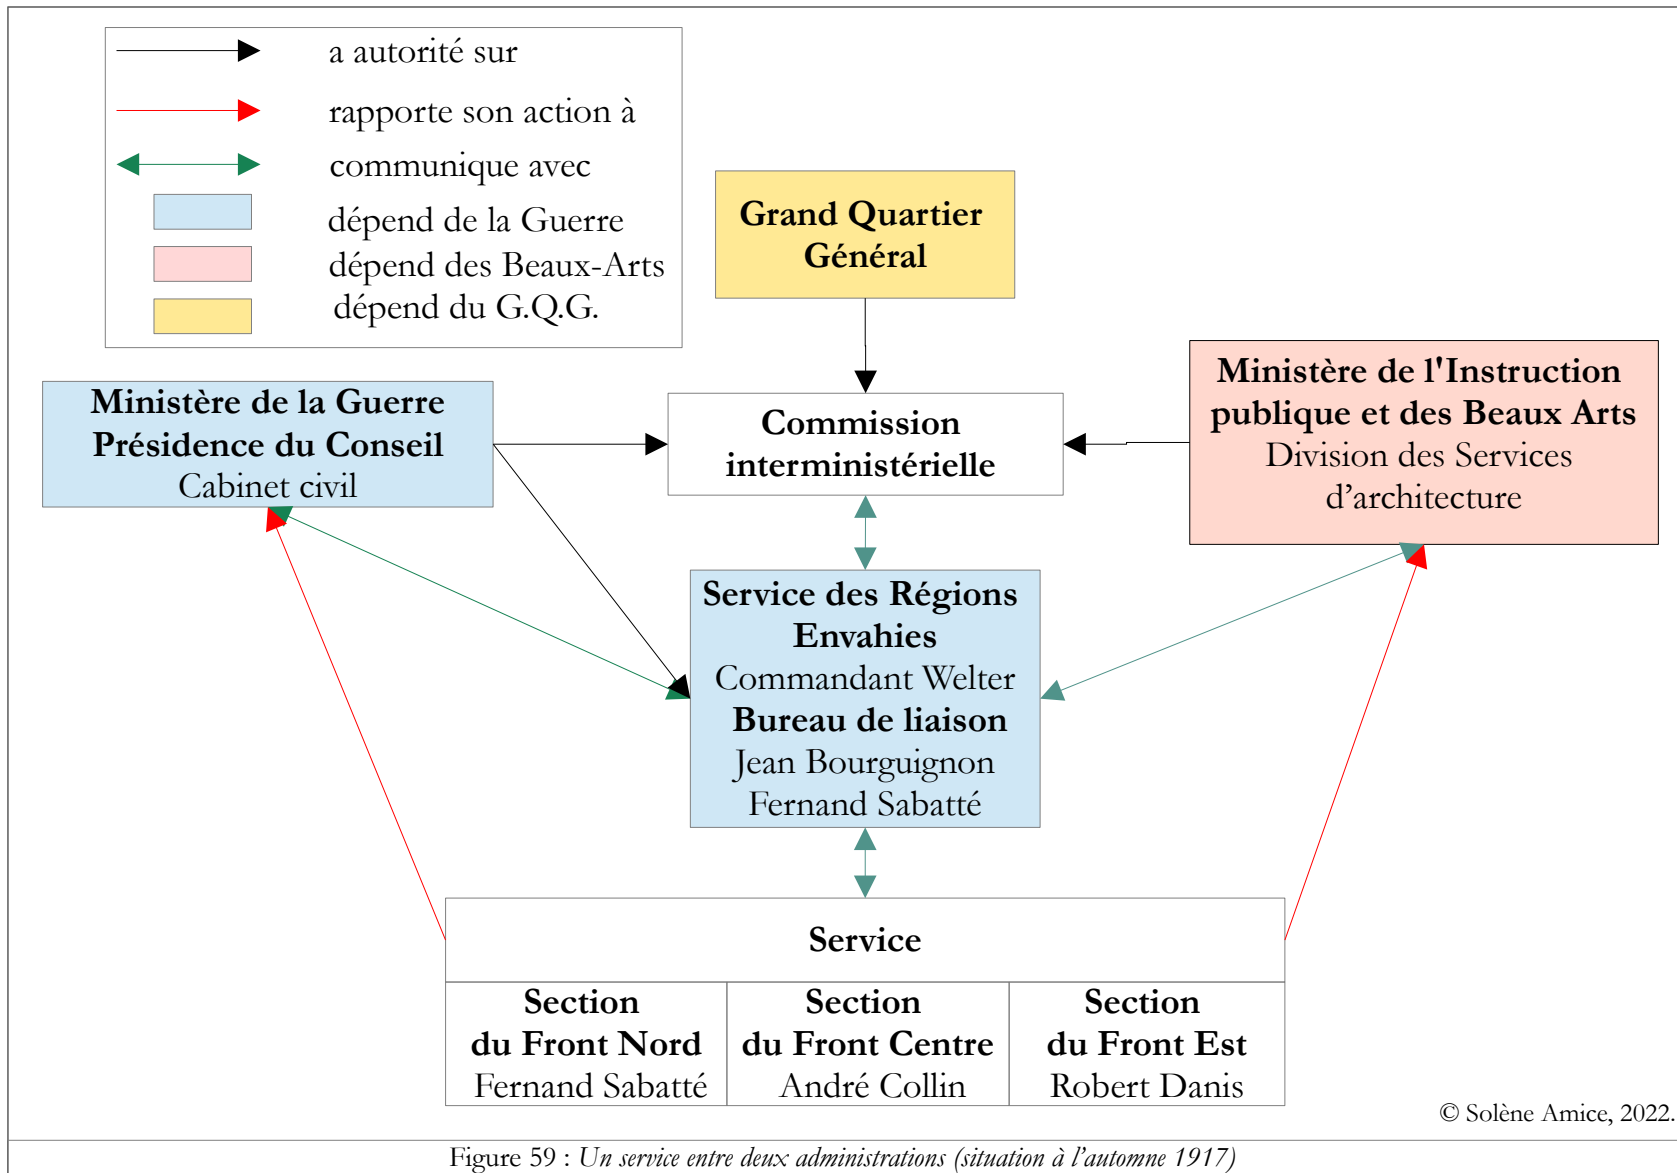 a autorité sur
rapporte son action à
communique avec
dépend de la Guerre
dépend des Beaux-Arts
dépend du G.Q.G.
Grand Quartier
Général
Ministère de la Guerre
Présidence du Conseil
Cabinet civil
Commission
interministérielle
Ministère de l'Instruction
publique et des Beaux Arts
Division des Services
d’architecture
Service des Régions
Envahies
Commandant Welter
Bureau de liaison
Jean Bourguignon
Fernand Sabatté
Service
Section
du Front Nord
Fernand Sabatté
Section
du Front Centre
André Collin
Section
du Front Est
Robert Danis
© Solène Amice, 2022.
Figure 59 : Un service entre deux administrations (situation à l’automne 1917)